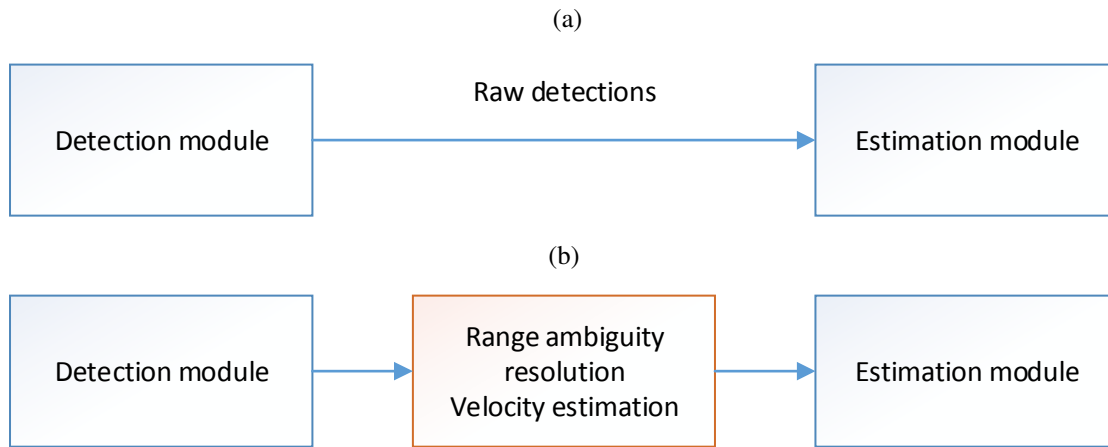 (a)
Detection module
Raw detections
Estimation module
(b)
Detection module
Range ambiguity
resolution
Velocity estimation
Estimation module